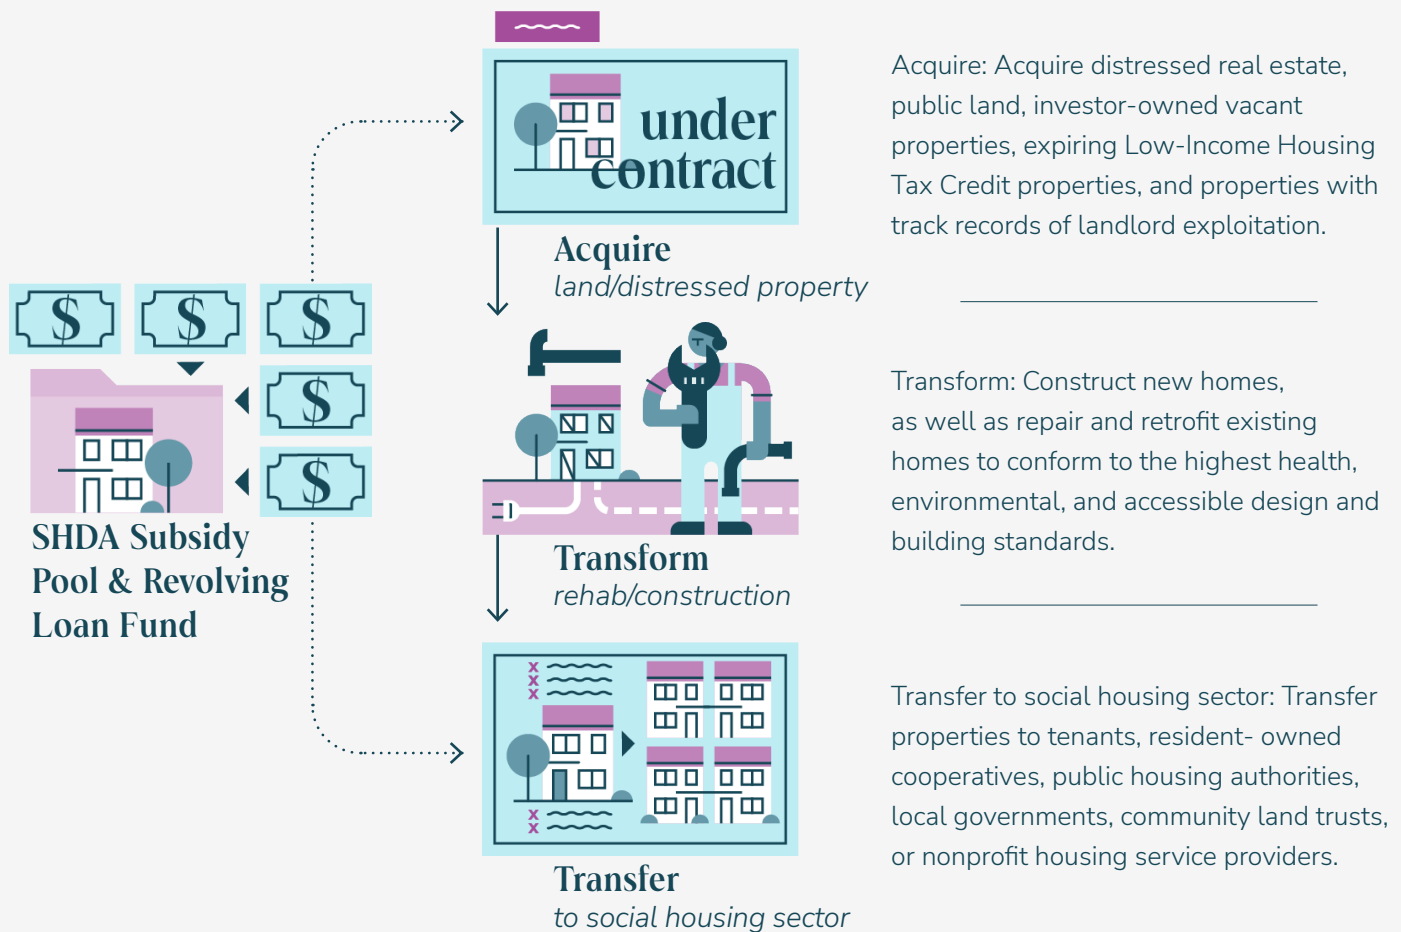 under
contract
Acquire
land/distressed property
Acquire: Acquire distressed real estate,
public land, investor-owned vacant
properties, expiring Low-Income Housing
Tax Credit properties, and properties with
track records of landlord exploitation.
$ $ $
$
$
SHDA Subsidy
Pool & Revolving
Loan Fund
Transform
rehab/construction
Transform: Construct new homes,
as well as repair and retrofit existing
homes to conform to the highest health,
environmental, and accessible design and
building standards.
x
x
x
x
x
Transfer
to social housing sector
Transfer to social housing sector: Transfer
properties to tenants, resident- owned
cooperatives, public housing authorities,
local governments, community land trusts,
or nonprofit housing service providers.